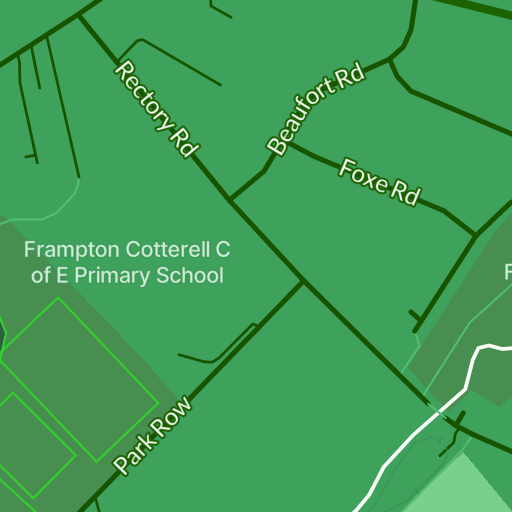 Rectory Rd
Beaufort Rd
Foxe Rd
Frampton Cotterell C
of E Primary School
F
Park Row